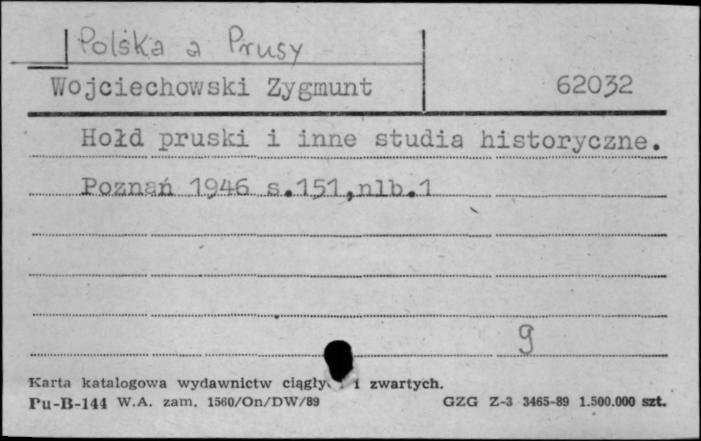 Polska a Prusy
Wojciechowski Zygmunt 62032
Hołd pruski i inne studia historyczne.
Poznań 1946 s.151,nlb.1
9
Karta katalogowa wydawnictw ciągły i zwartych.
Pu-B-144 W.A. zam. 1560/On/DW/89 GZG Z-3 3465-89 1.500.000 szt.